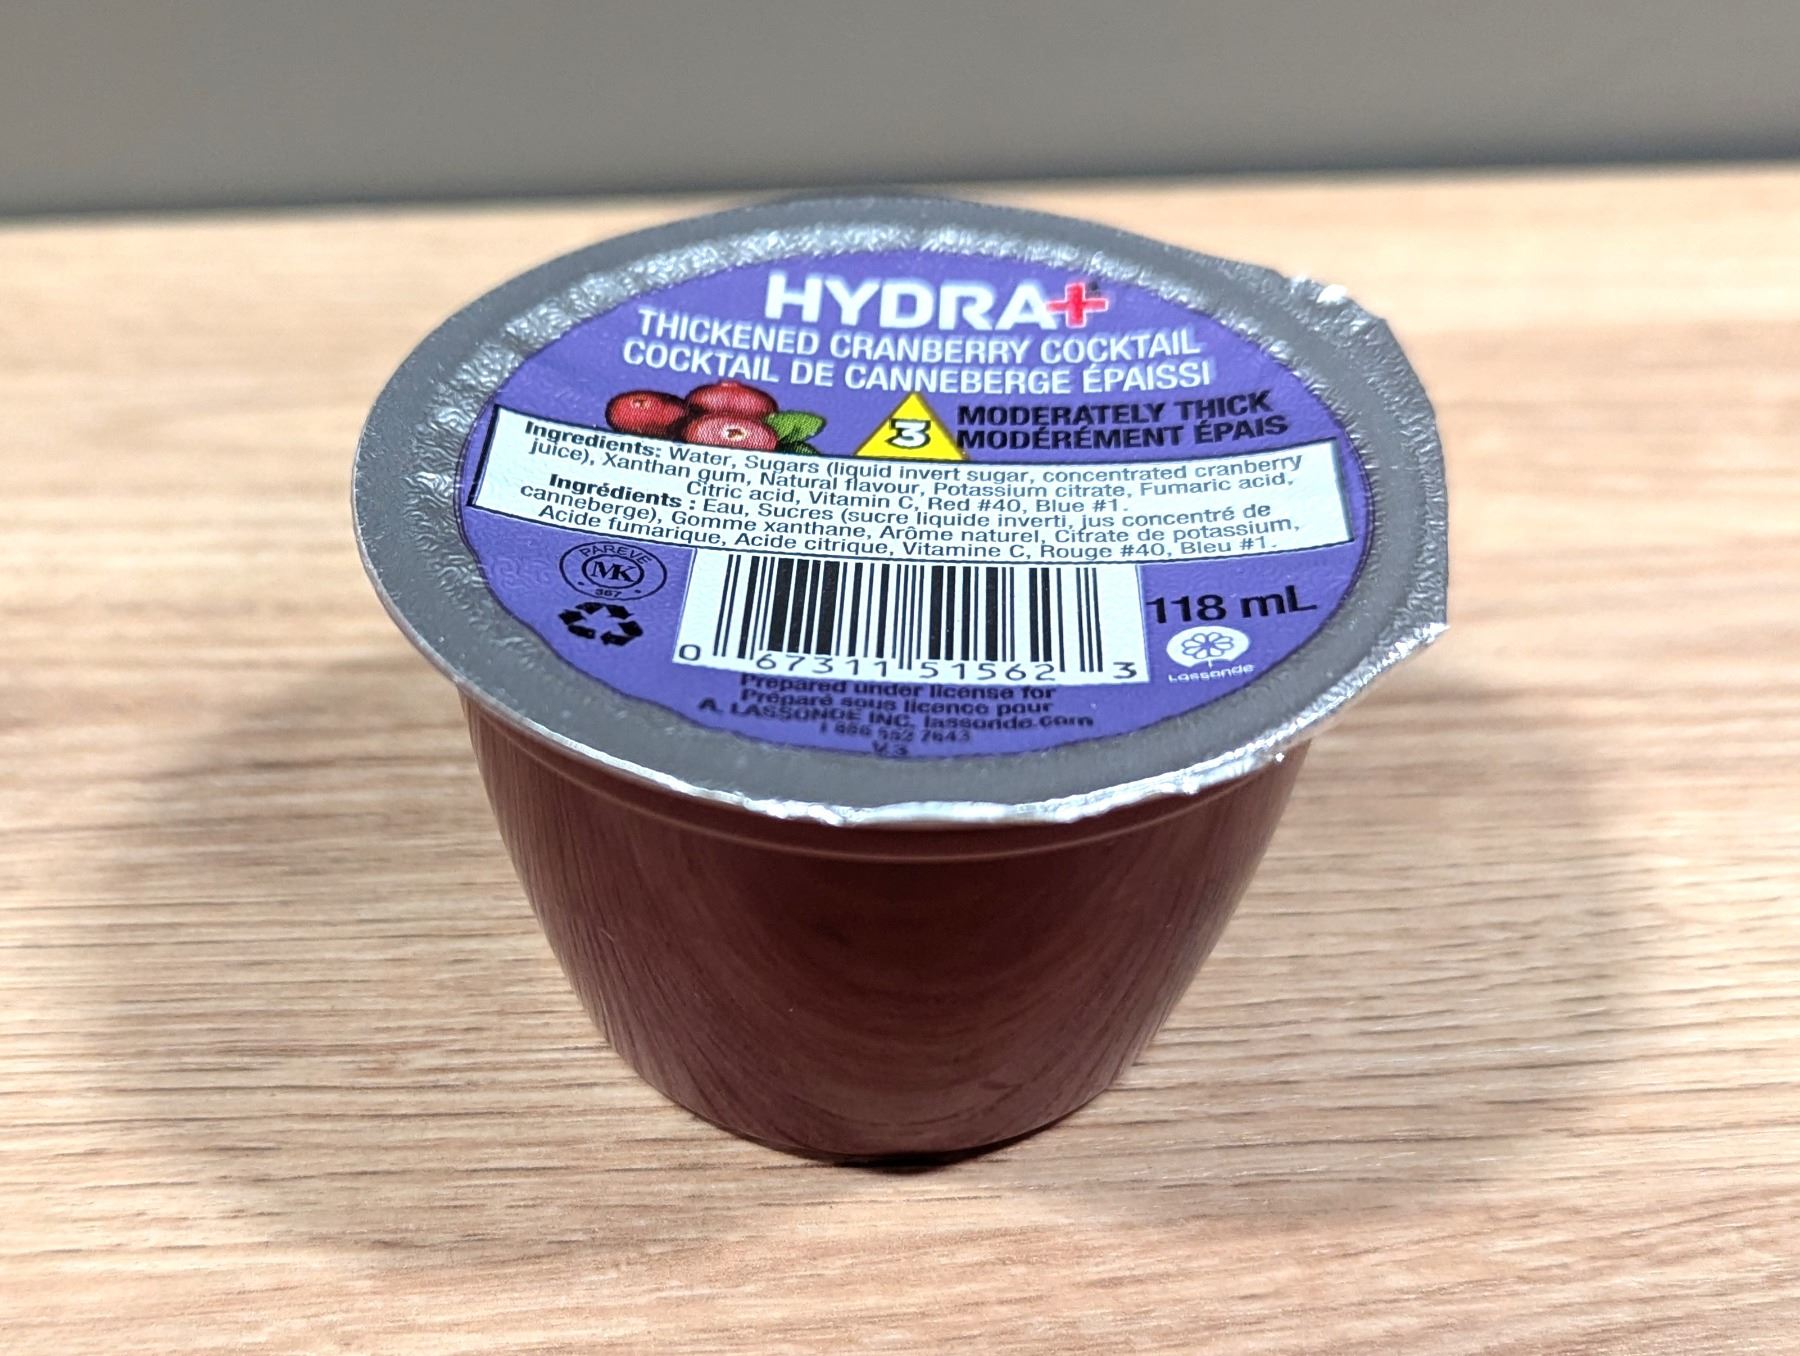 HYDRA+
THICKENED CRANBERRY COCKTAIL
COCKTAIL DE CANNEBERGE ÉPAISSI
3
MODERATELY THICK
MODÉRÉMENT ÉPAIS
Ingredients: Water, Sugars (liquid invert sugar, concentrated cranberry
juice), Xanthan gum, Natural flavour, Potassium citrate, Fumaric acid,
Citric acid, Vitamin C, Red #40, Blue #1.
Ingrédients : Eau, Sucres (sucre liquide inverti, jus concentré de
canneberge), Gomme xanthane, Arôme naturel, Citrate de potassium,
Acide fumarique, Acide citrique, Vitamine C, Rouge #40, Bleu #1.
PAREVE
MK
367
118 mL
Lassonde
0 67311 51562 3
Prepared under license for
Préparé sous licence pour
A. LASSONDE INC. lassonde.com
552 7643
V.3